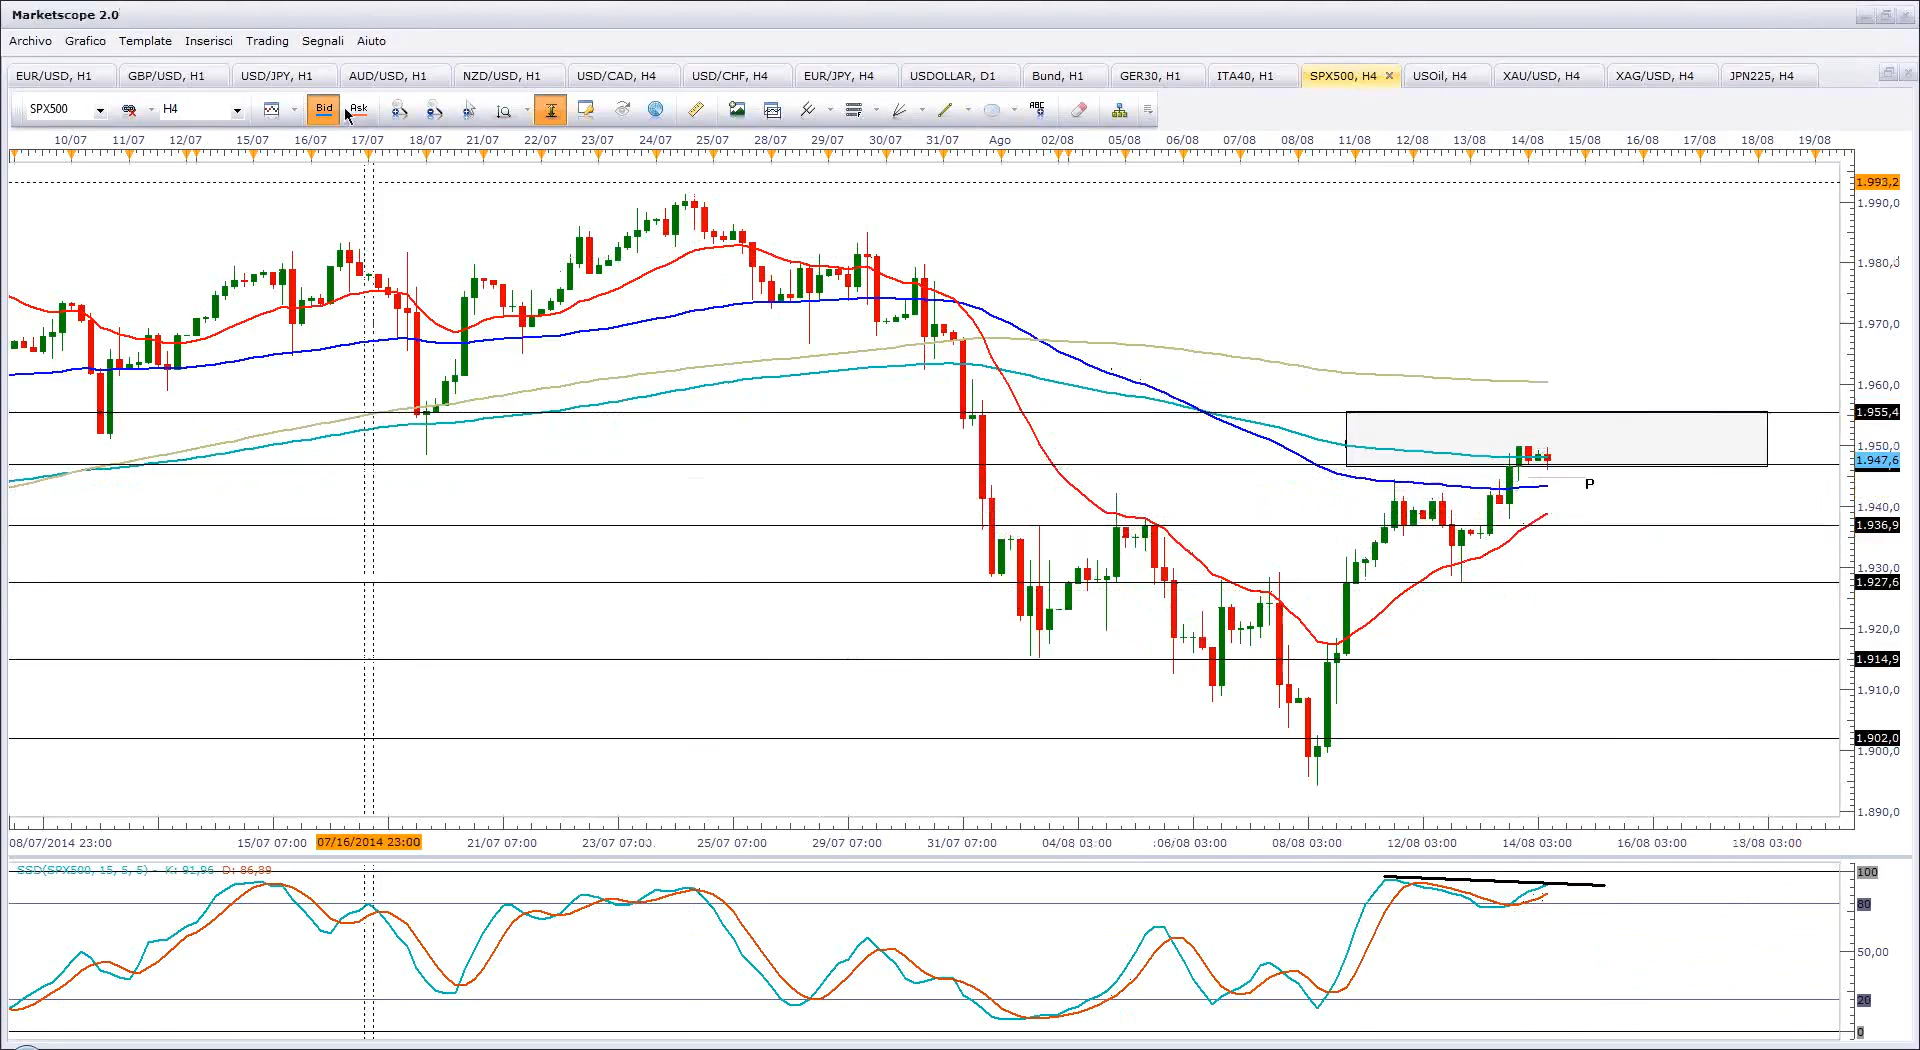 Marketscope 2.0
Archivo Grafico Template Inserisci Trading Segnali Aiuto
EUR/USD, H1 GBP/USD, H1 USD/JPY, H1 AUD/USD, H1 NZD/USD, H1 USD/CAD, H4 USD/CHF, H4 EUR/JPY, H4 USDOLLAR, D1 Bund, H1 GER30, H1 ITA40, H1 SPX500, H4 USOil, H4 XAU/USD, H4 XAG/USD, H4 JPN225, H4
SPX500 H4 Bid Ask ABC
10/07 11/07 12/07 15/07 16/07 17/07 18/07 21/07 22/07 23/07 24/07 25/07 28/07 29/07 30/07 31/07 Ago 02/08 05/08 06/08 07/08 08/08 11/08 12/08 13/08 14/08 15/08 16/08 17/08 18/08 19/08
1.993,2
1.990,0
1.980,0
1.970,0
1.960,0
1.955,4
1.950,0
1.947,6
P
1.940,0
1.936,9
1.930,0
1.927,6
1.920,0
1.914,9
1.910,0
1.902,0
1.900,0
1.890,0
08/07/2014 23:00 15/07 07:00 07/16/2014 23:00 21/07 07:00 23/07 07:00 25/07 07:00 29/07 07:00 31/07 07:00 04/08 03:00 06/08 03:00 08/08 03:00 12/08 03:00 14/08 03:00 16/08 03:00 18/08 03:00
SSD(SPX500, 15, 5, 5) - K: 91,96 D: 86,89
100
80
50,00
20
0